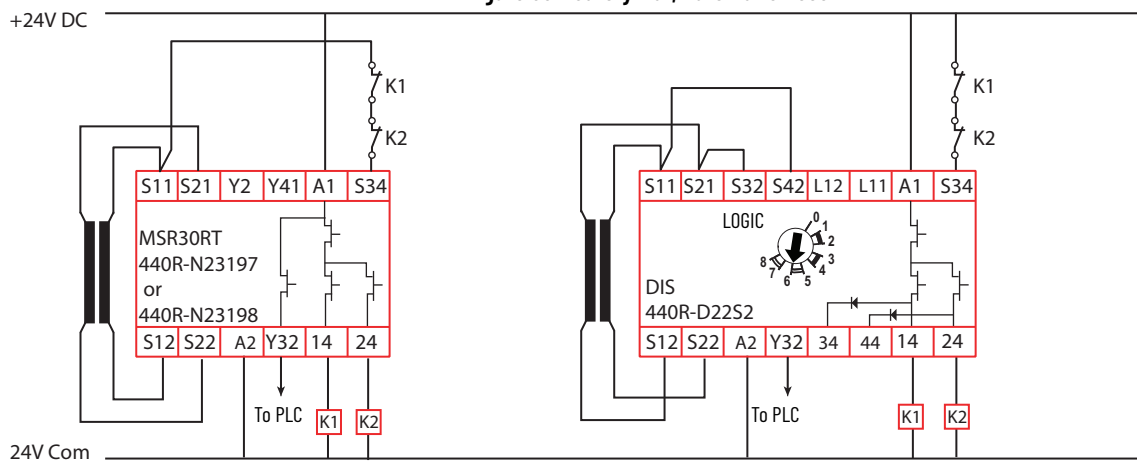 +24V DC
K1
K2
S11 S21 Y2 Y41 A1 S34
MSR30RT
440R-N23197
or
440R-N23198
S12 S22 A2 Y32 14 24
To PLC
K1 K2
K1
K2
S11 S21 S32 S42 L12 L11 A1 S34
LOGIC
0
1
2
3
4
5
6
7
8
DIS
440R-D22S2
S12 S22 A2 Y32 34 44 14 24
To PLC
K1 K2
24V Com